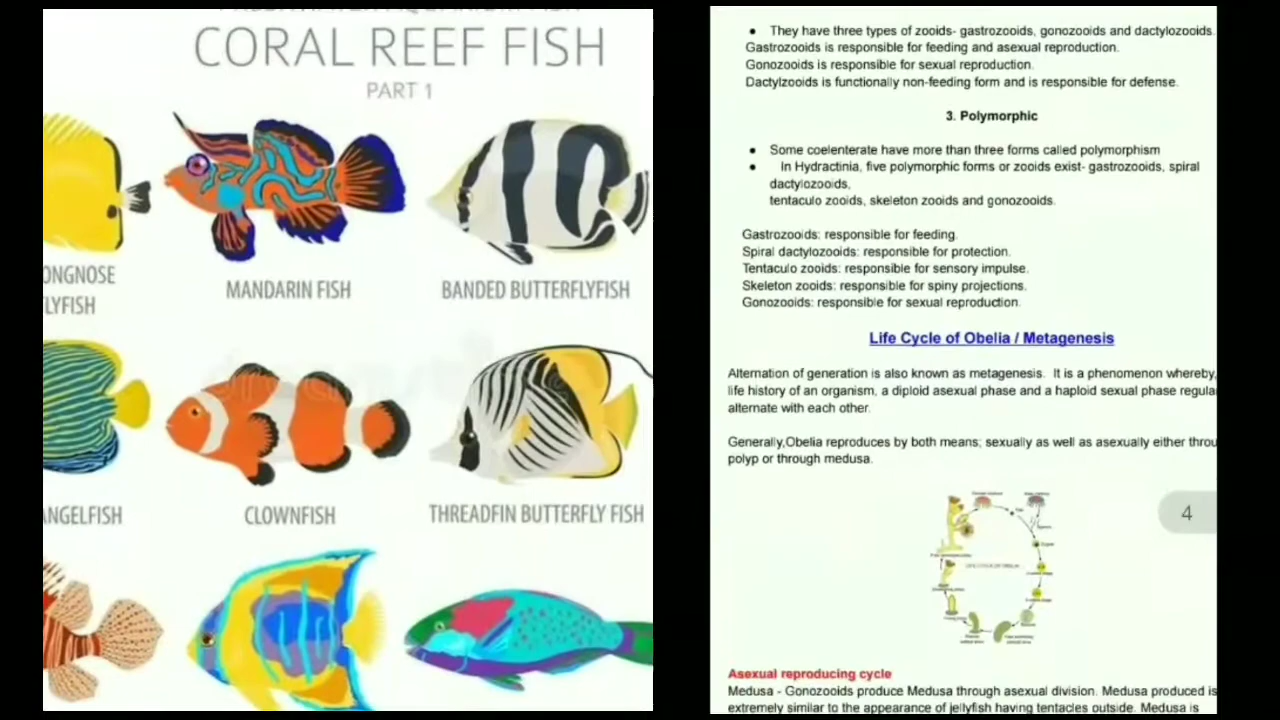 CORAL REEF FISH
PART 1
ONGNOSE
LYFISH
MANDARIN FISH
BANDED BUTTERFLYFISH
ANGELFISH
CLOWNFISH
THREADFIN BUTTERFLY FISH
● They have three types of zooids- gastrozooids, gonozooids and dactylozooids.
Gastrozooids is responsible for feeding and asexual reproduction.
Gonozooids is responsible for sexual reproduction.
Dactylzooids is functionally non-feeding form and is responsible for defense.
3. Polymorphic
● Some coelenterate have more than three forms called polymorphism
● In Hydractinia, five polymorphic forms or zooids exist- gastrozooids, spiral
dactylozooids,
tentaculo zooids, skeleton zooids and gonozooids.
Gastrozooids: responsible for feeding.
Spiral dactylozooids: responsible for protection.
Tentaculo zooids: responsible for sensory impulse.
Skeleton zooids: responsible for spiny projections.
Gonozooids: responsible for sexual reproduction.
Life Cycle of Obelia / Metagenesis
Alternation of generation is also known as metagenesis. It is a phenomenon whereby,
life history of an organism, a diploid asexual phase and a haploid sexual phase regula
alternate with each other.
Generally,Obelia reproduces by both means; sexually as well as asexually either throu
polyp or through medusa.
4
Asexual reproducing cycle
Medusa - Gonozooids produce Medusa through asexual division. Medusa produced is
extremely similar to the appearance of jellyfish having tentacles outside. Medusa is